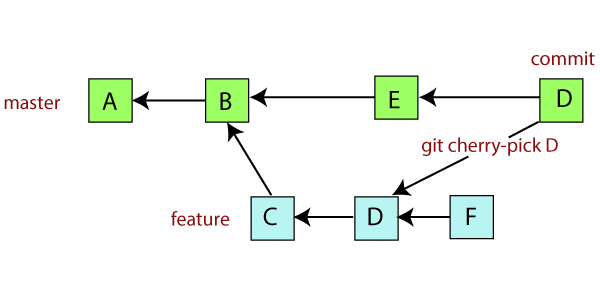 commit
master A B E D
git cherry-pick D
feature C D F